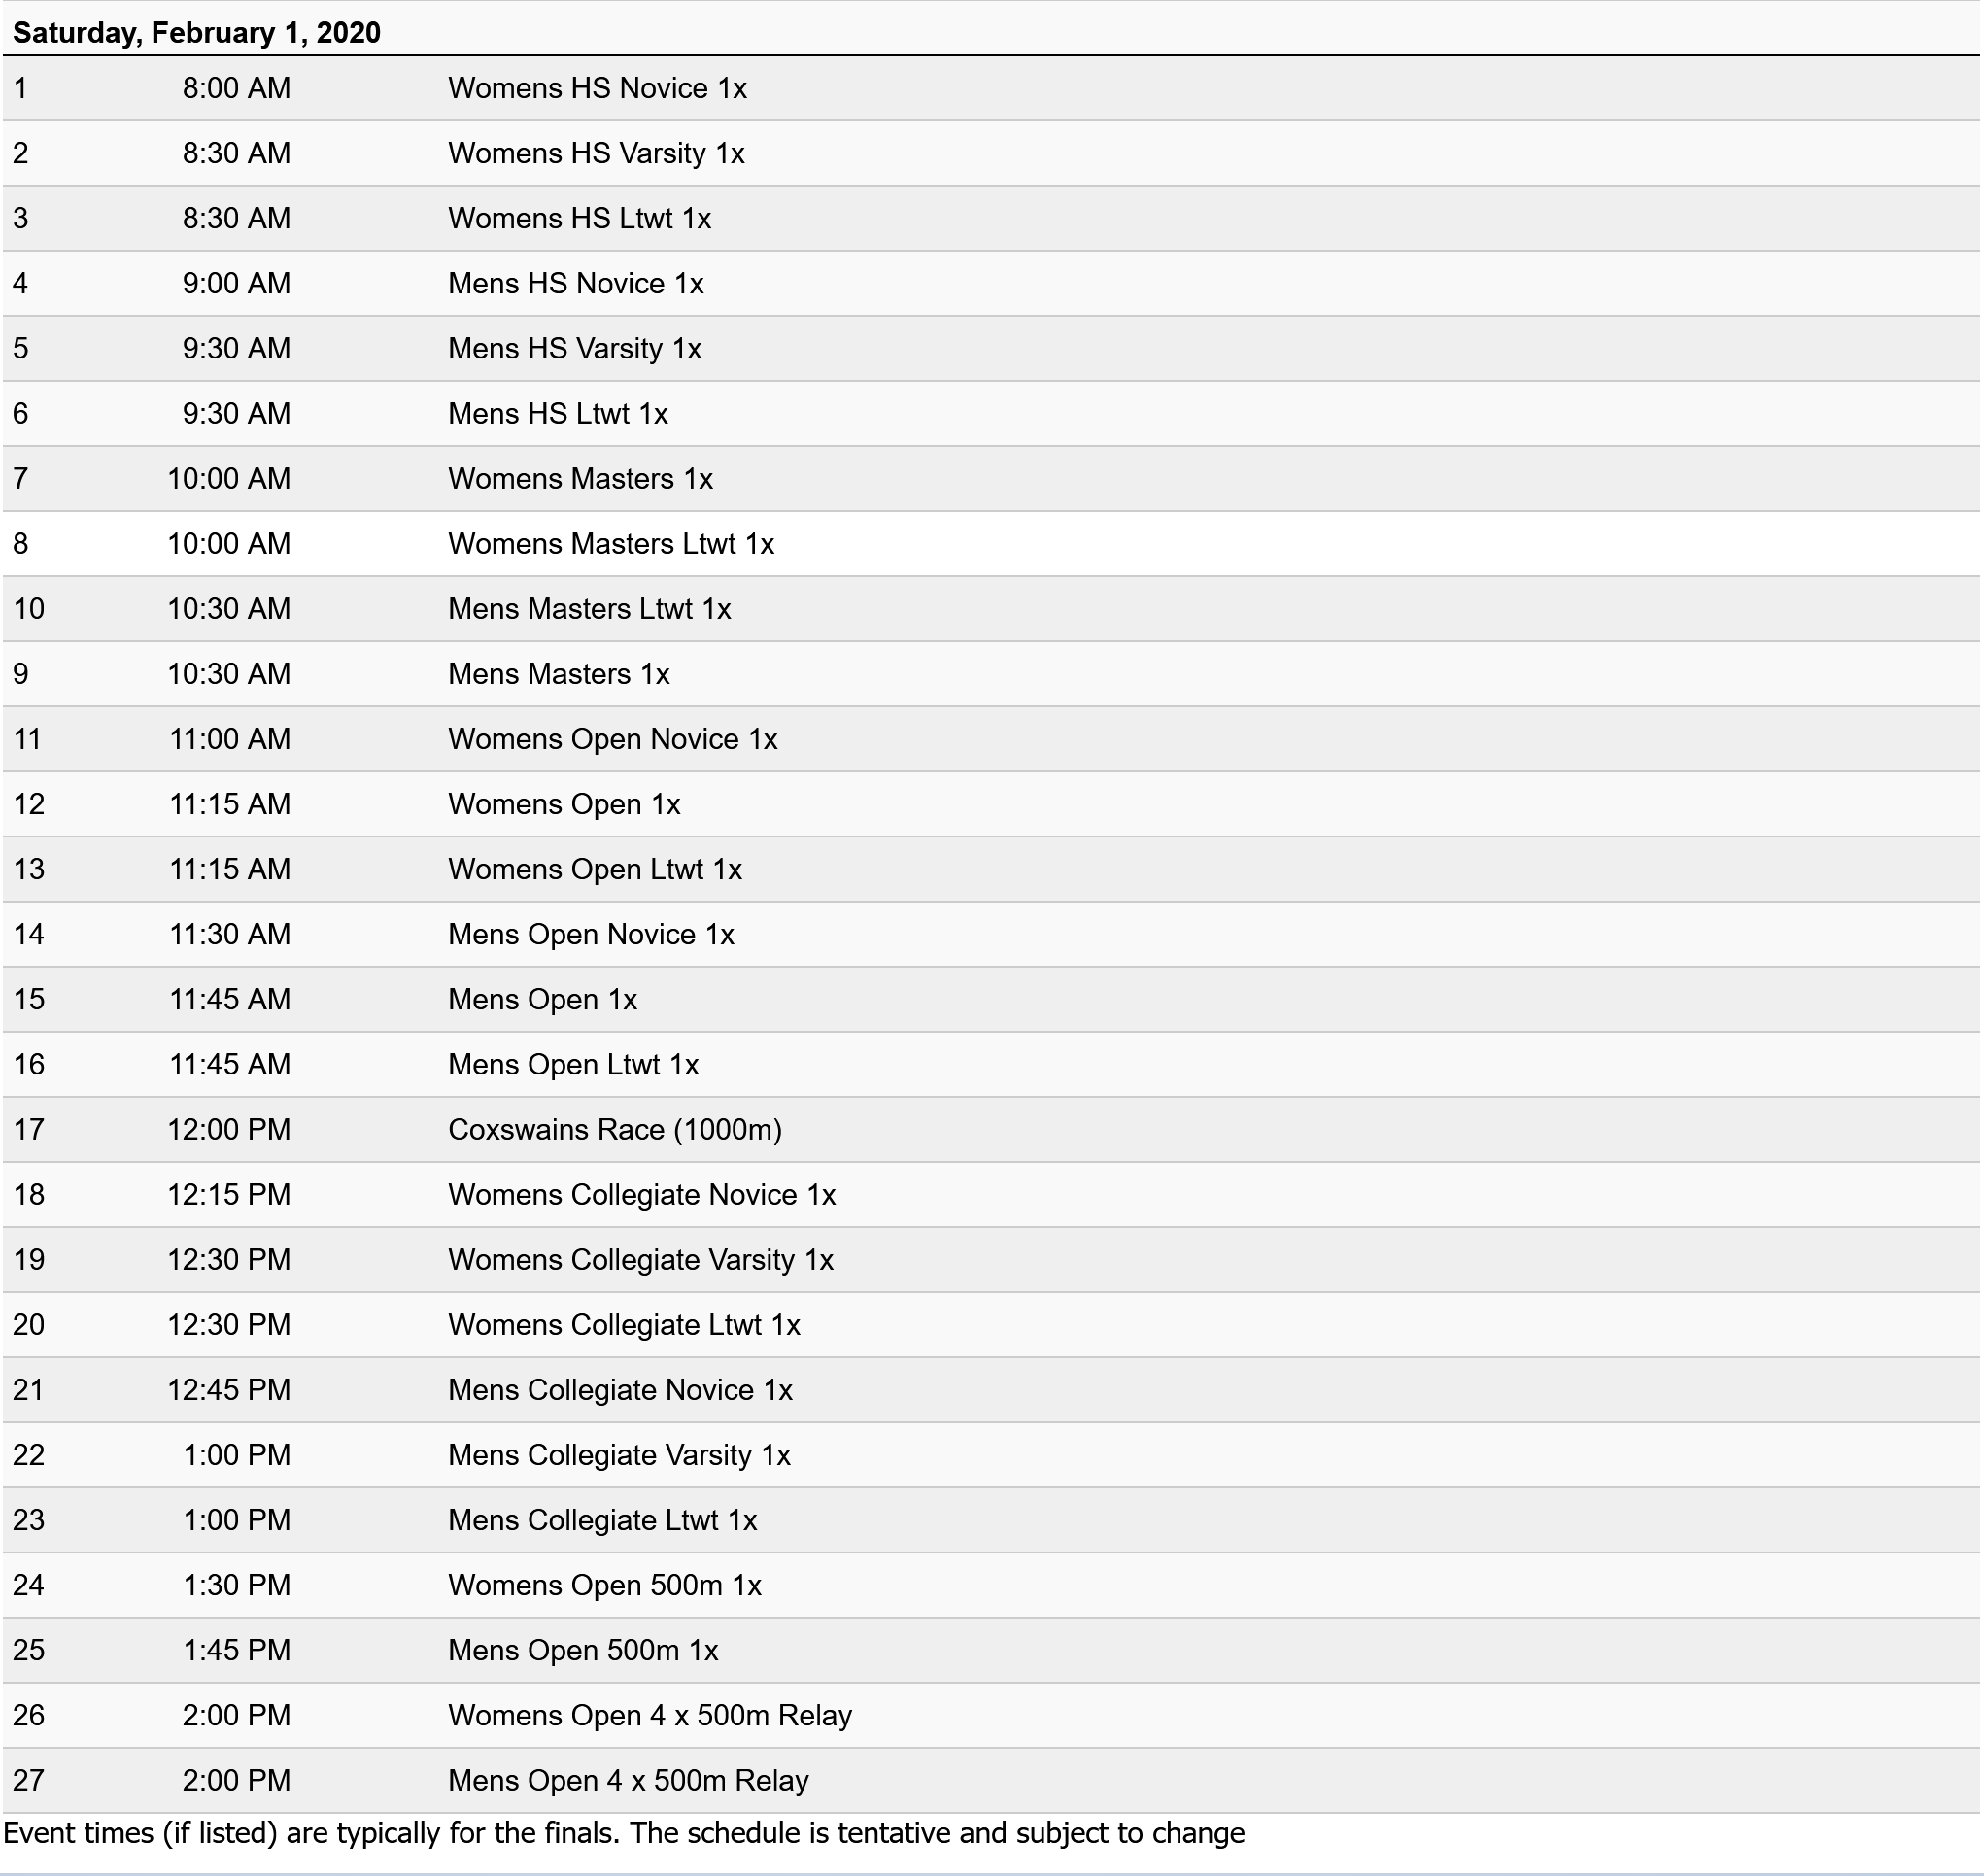 Saturday, February 1, 2020
1 8:00 AM Womens HS Novice 1x
2 8:30 AM Womens HS Varsity 1x
3 8:30 AM Womens HS Ltwt 1x
4 9:00 AM Mens HS Novice 1x
5 9:30 AM Mens HS Varsity 1x
6 9:30 AM Mens HS Ltwt 1x
7 10:00 AM Womens Masters 1x
8 10:00 AM Womens Masters Ltwt 1x
10 10:30 AM Mens Masters Ltwt 1x
9 10:30 AM Mens Masters 1x
11 11:00 AM Womens Open Novice 1x
12 11:15 AM Womens Open 1x
13 11:15 AM Womens Open Ltwt 1x
14 11:30 AM Mens Open Novice 1x
15 11:45 AM Mens Open 1x
16 11:45 AM Mens Open Ltwt 1x
17 12:00 PM Coxswains Race (1000m)
18 12:15 PM Womens Collegiate Novice 1x
19 12:30 PM Womens Collegiate Varsity 1x
20 12:30 PM Womens Collegiate Ltwt 1x
21 12:45 PM Mens Collegiate Novice 1x
22 1:00 PM Mens Collegiate Varsity 1x
23 1:00 PM Mens Collegiate Ltwt 1x
24 1:30 PM Womens Open 500m 1x
25 1:45 PM Mens Open 500m 1x
26 2:00 PM Womens Open 4 x 500m Relay
27 2:00 PM Mens Open 4 x 500m Relay
Event times (if listed) are typically for the finals. The schedule is tentative and subject to change